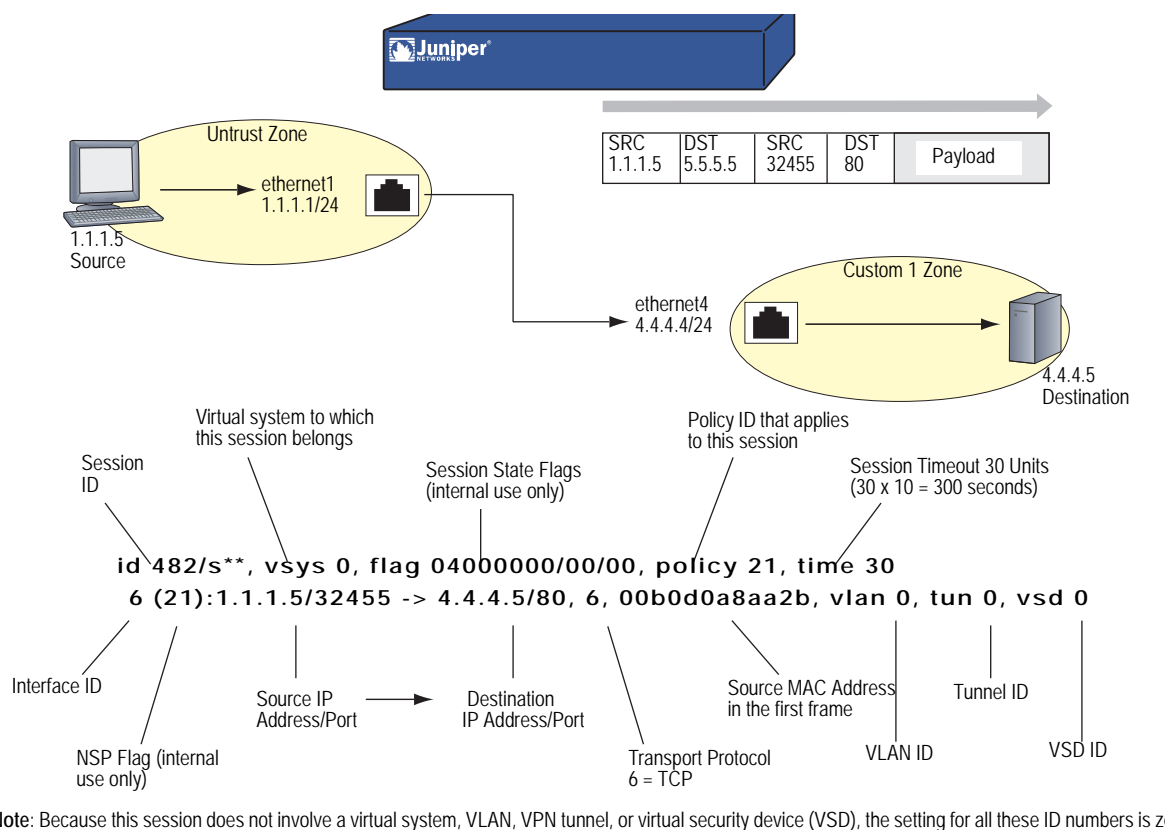 Juniper®
NETWORKS
Untrust Zone
ethernet1
1.1.1.1/24
1.1.1.5
Source
SRC
1.1.1.5
DST
5.5.5.5
SRC
32455
DST
80
Payload
Custom 1 Zone
ethernet4
4.4.4.4/24
4.4.4.5
Destination
Virtual system to which
this session belongs
Policy ID that applies
to this session
Session
ID
Session State Flags
(internal use only)
Session Timeout 30 Units
(30 x 10 = 300 seconds)
id 482/s**, vsys 0, flag 04000000/00/00, policy 21, time 30
6 (21):1.1.1.5/32455 -> 4.4.4.5/80, 6, 00b0d0a8aa2b, vlan 0, tun 0, vsd 0
Interface ID
Source IP
Address/Port
Destination
IP Address/Port
Source MAC Address
in the first frame
Tunnel ID
NSP Flag (internal
use only)
Transport Protocol
6 = TCP
VLAN ID
VSD ID
: Because this session does not involve a virtual system, VLAN, VPN tunnel, or virtual security device (VSD), the setting for all these ID numbers is